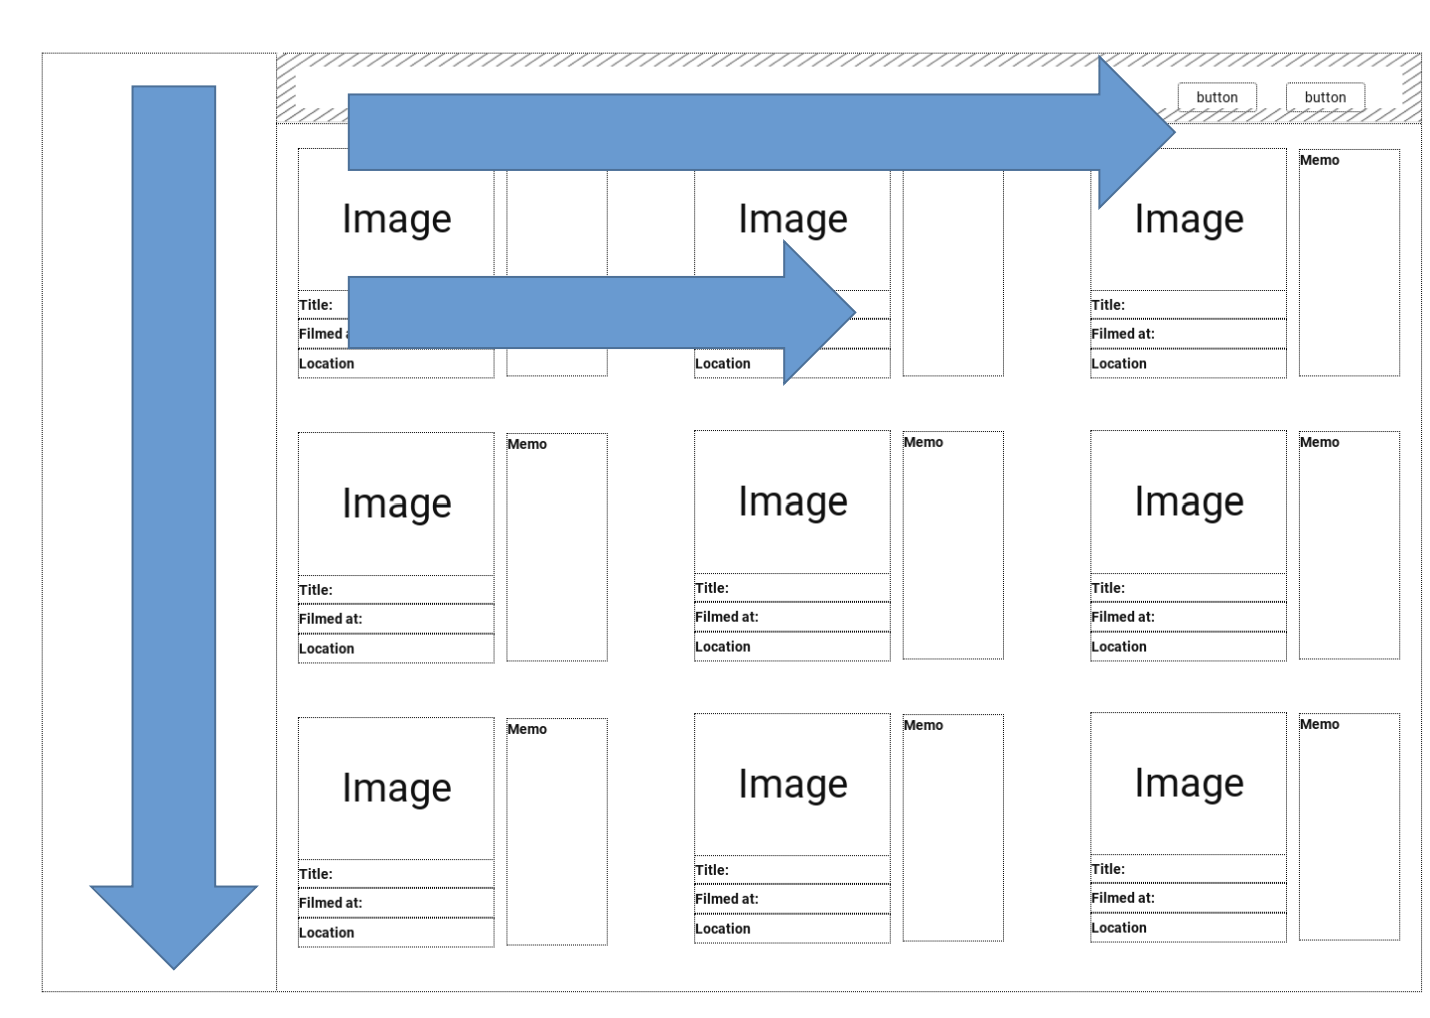 button button
Memo
Image Image Image
Title: Title:
Filmed Filmed at:
Location Location Location
Memo Memo Memo
Image Image Image
Title: Title: Title:
Filmed at: Filmed at: Filmed at:
Location Location Location
Memo Memo Memo
Image Image Image
Title: Title: Title:
Filmed at: Filmed at: Filmed at:
Location Location Location